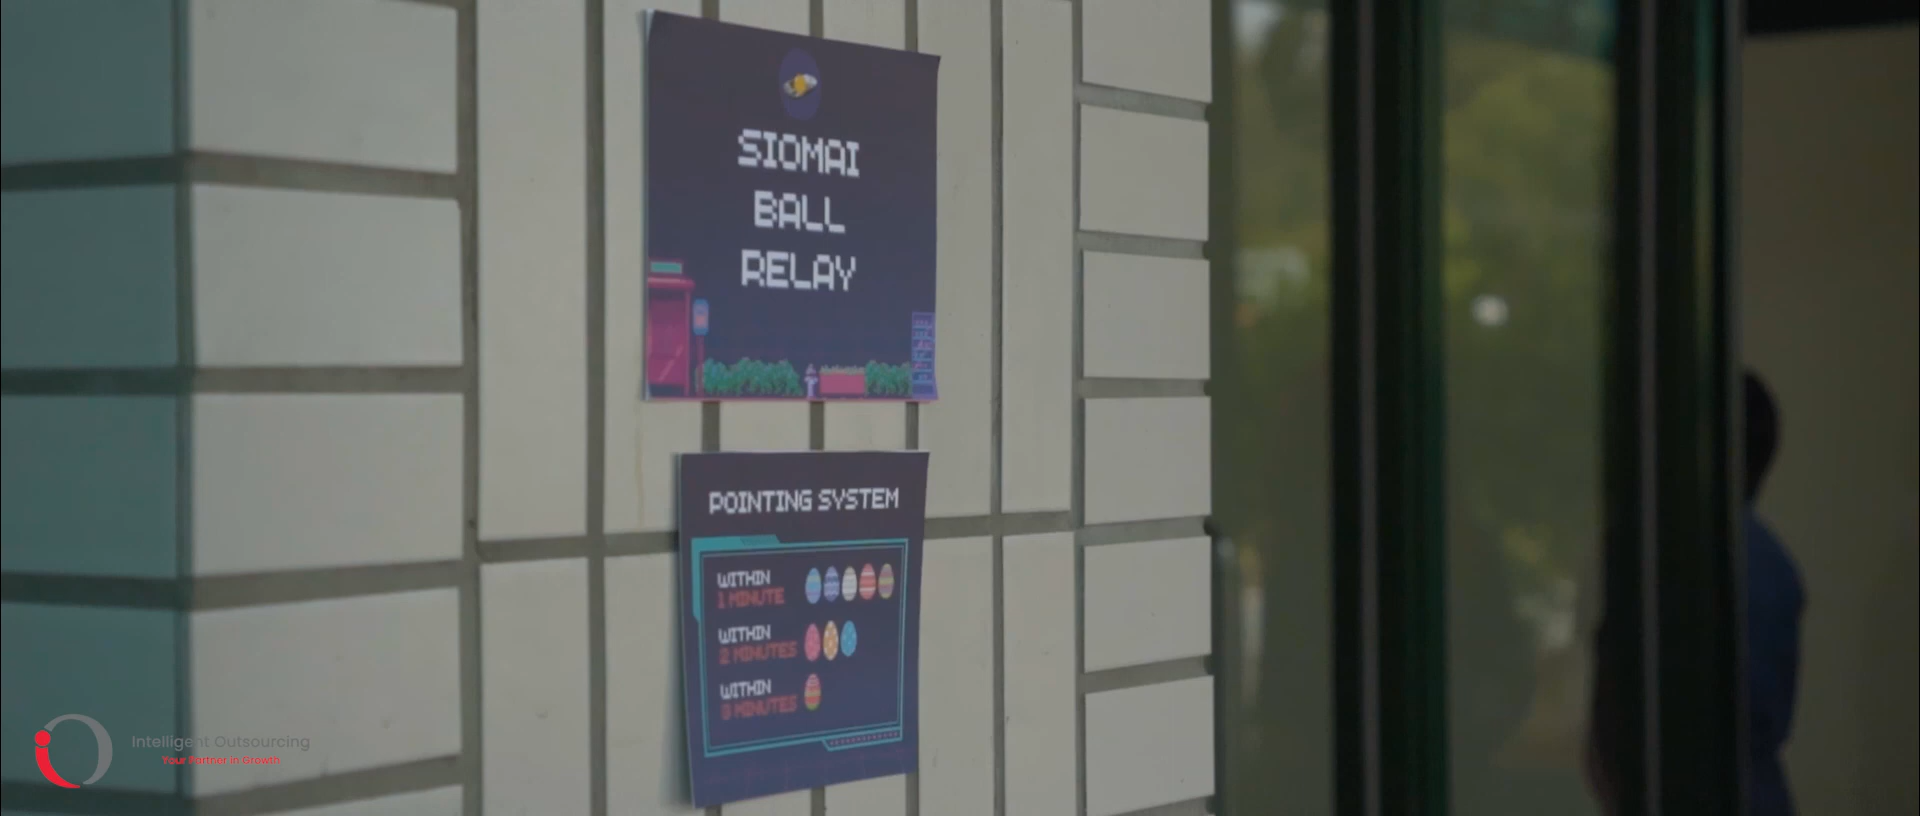 SIOMAI
BALL
RELAY
POINTING SYSTEM
WITHIN
1 MINUTE
WITHIN
2 MINUTES
WITHIN
3 MINUTES
Intelligent Outsourcing
Your Partner in Growth